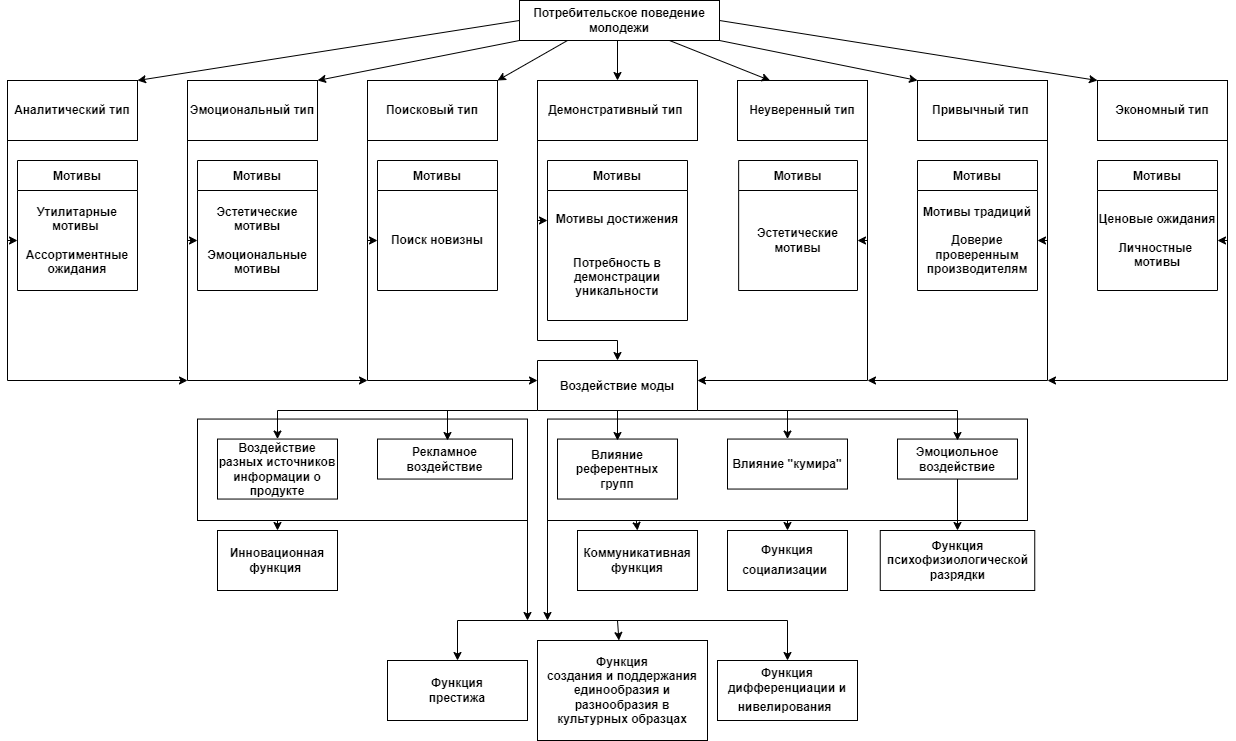 Потребительское поведение
молодежи
Аналитический тип
Эмоциональный тип
Поисковый тип
Демонстративный тип
Неуверенный тип
Привычный тип
Экономный тип
Мотивы
Утилитарные
мотивы
Ассортиментные
ожидания
Мотивы
Эстетические
мотивы
Эмоциональные
мотивы
Мотивы
Поиск новизны
Мотивы
Мотивы достижения
Потребность в
демонстрации
уникальности
Мотивы
Эстетические
мотивы
Мотивы
Мотивы традиций
Доверие
проверенным
производителям
Мотивы
Ценовые ожидания
Личностные
мотивы
Воздействие моды
Воздействие
разных источников
информации о
продукте
Рекламное
воздействие
Влияние
референтных
групп
Влияние "кумира"
Эмоциольное
воздействие
Инновационная
функция
Коммуникативная
функция
Функция
социализации
Функция
психофизиологической
разрядки
Функция
престижа
Функция
создания и поддержания
единообразия и
разнообразия в
культурных образцах
Функция
дифференциации и
нивелирования